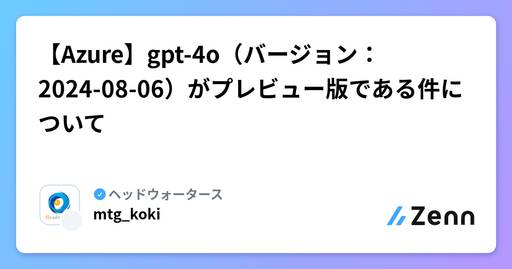 【Azure】gpt-4o（バージョン：
2024-08-06）がプレビュー版である件に
ついて
ヘッドウォータース
mtg_koki
Zenn